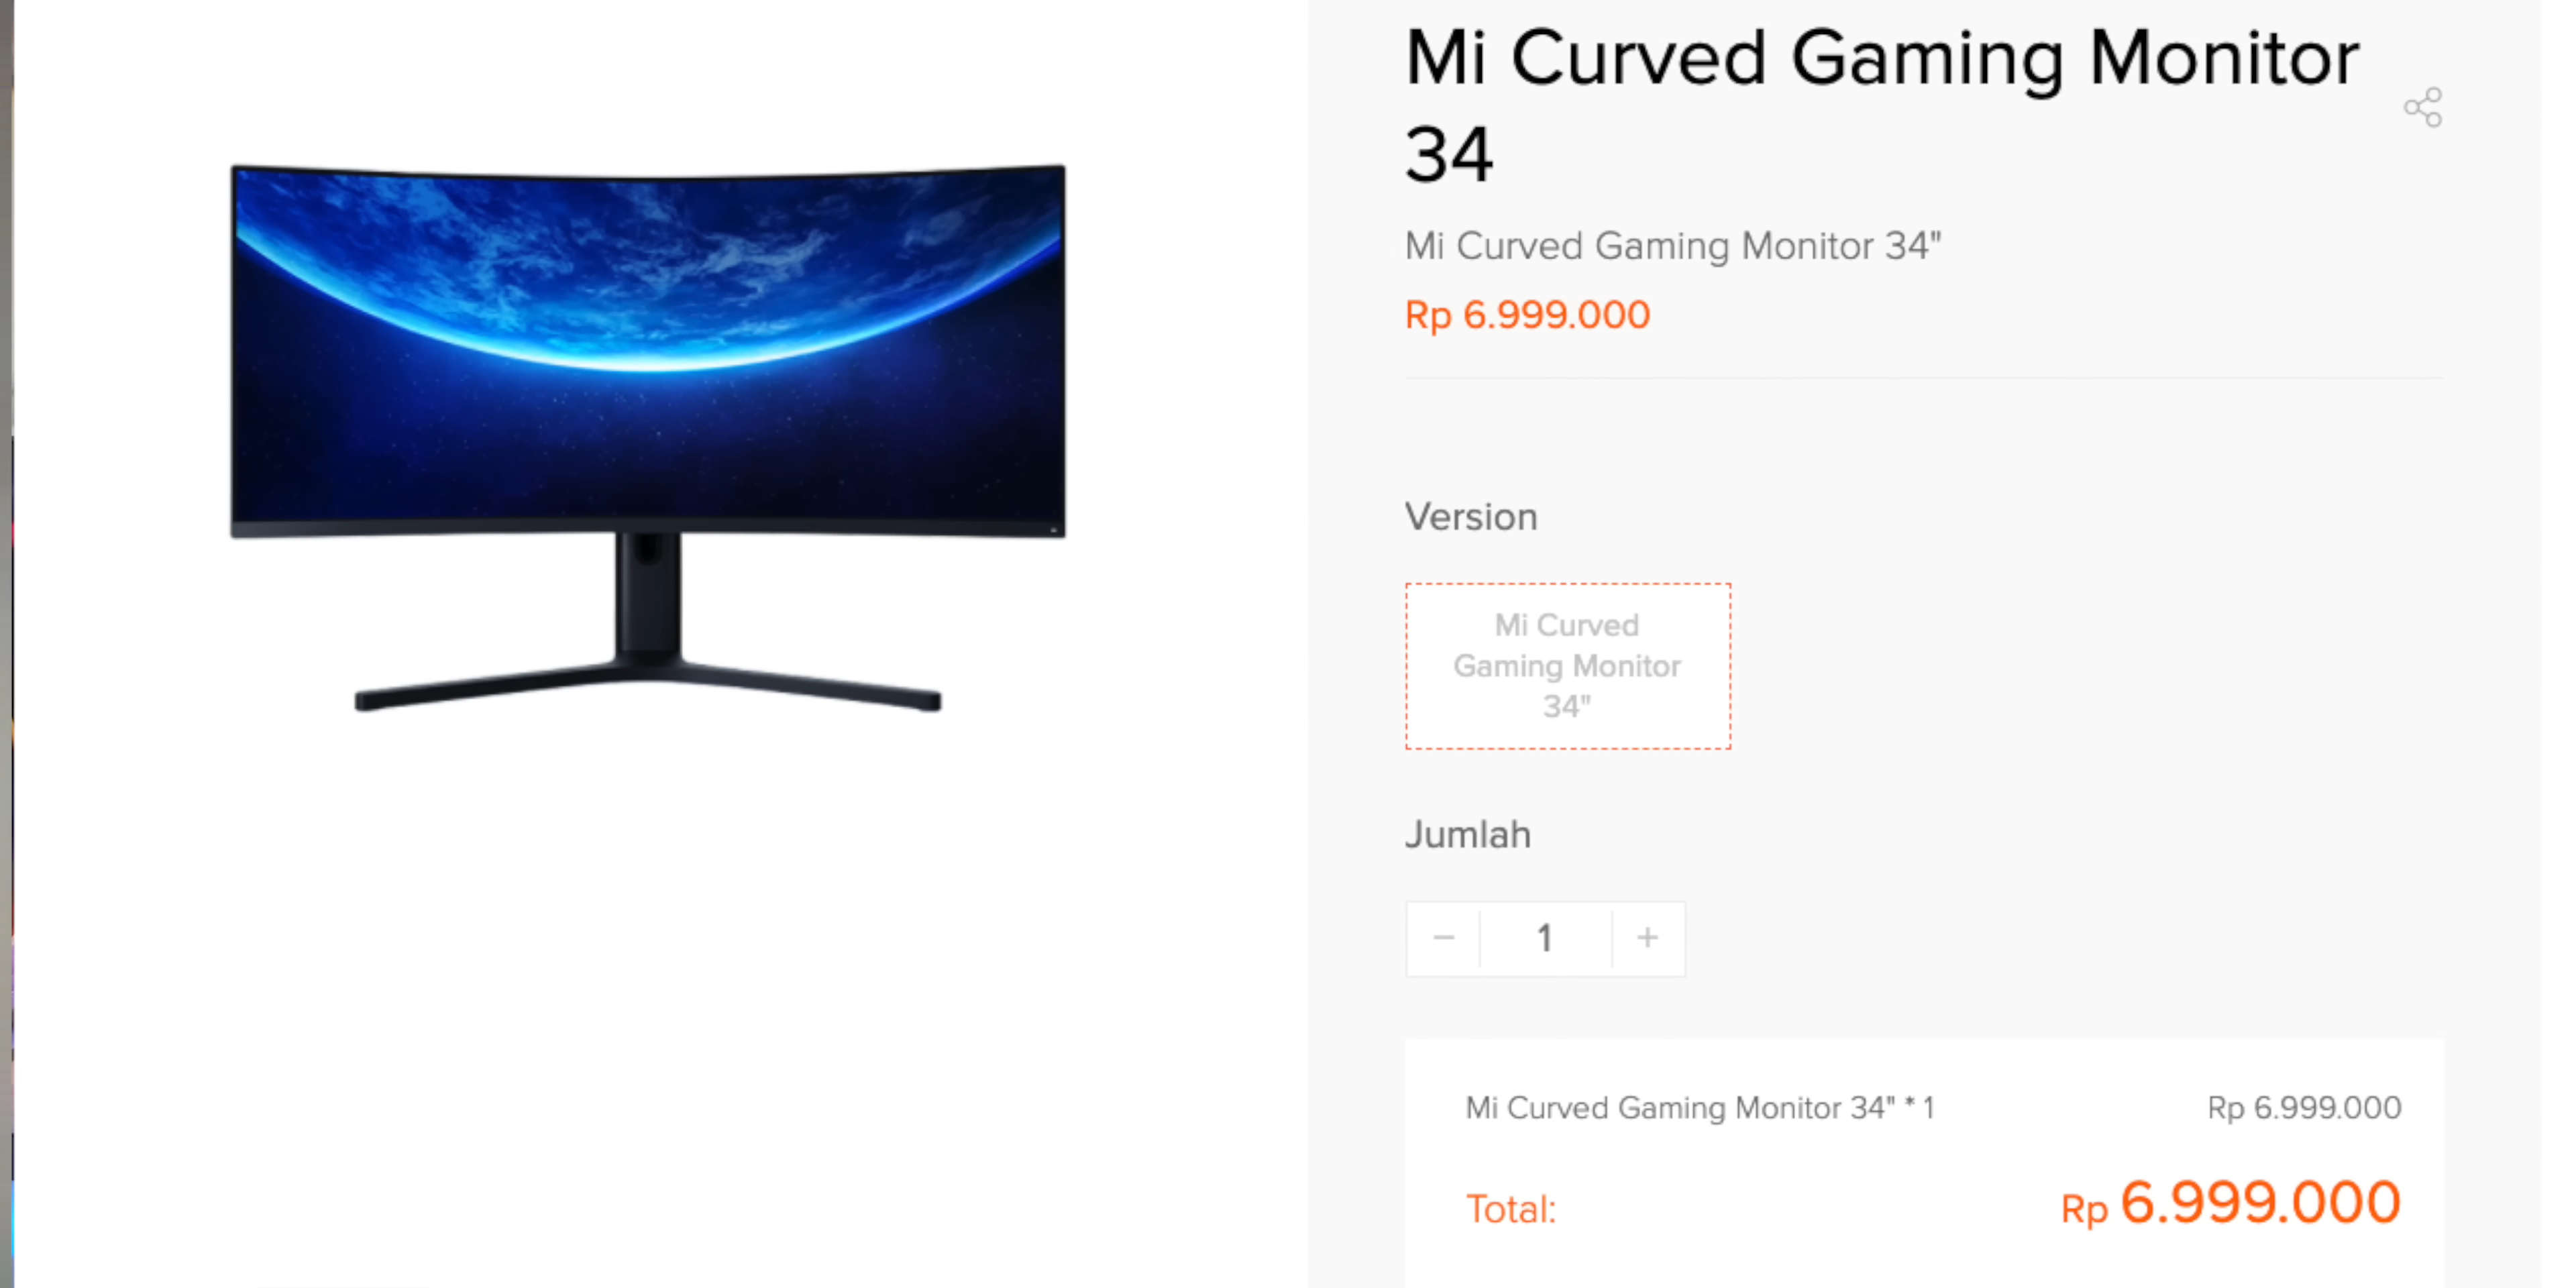 Mi Curved Gaming Monitor
34
Mi Curved Gaming Monitor 34"
Rp 6.999.000
Version
Mi Curved
Gaming Monitor
34"
Jumlah
− 1 +
Mi Curved Gaming Monitor 34" * 1 Rp 6.999.000
Total: Rp 6.999.000